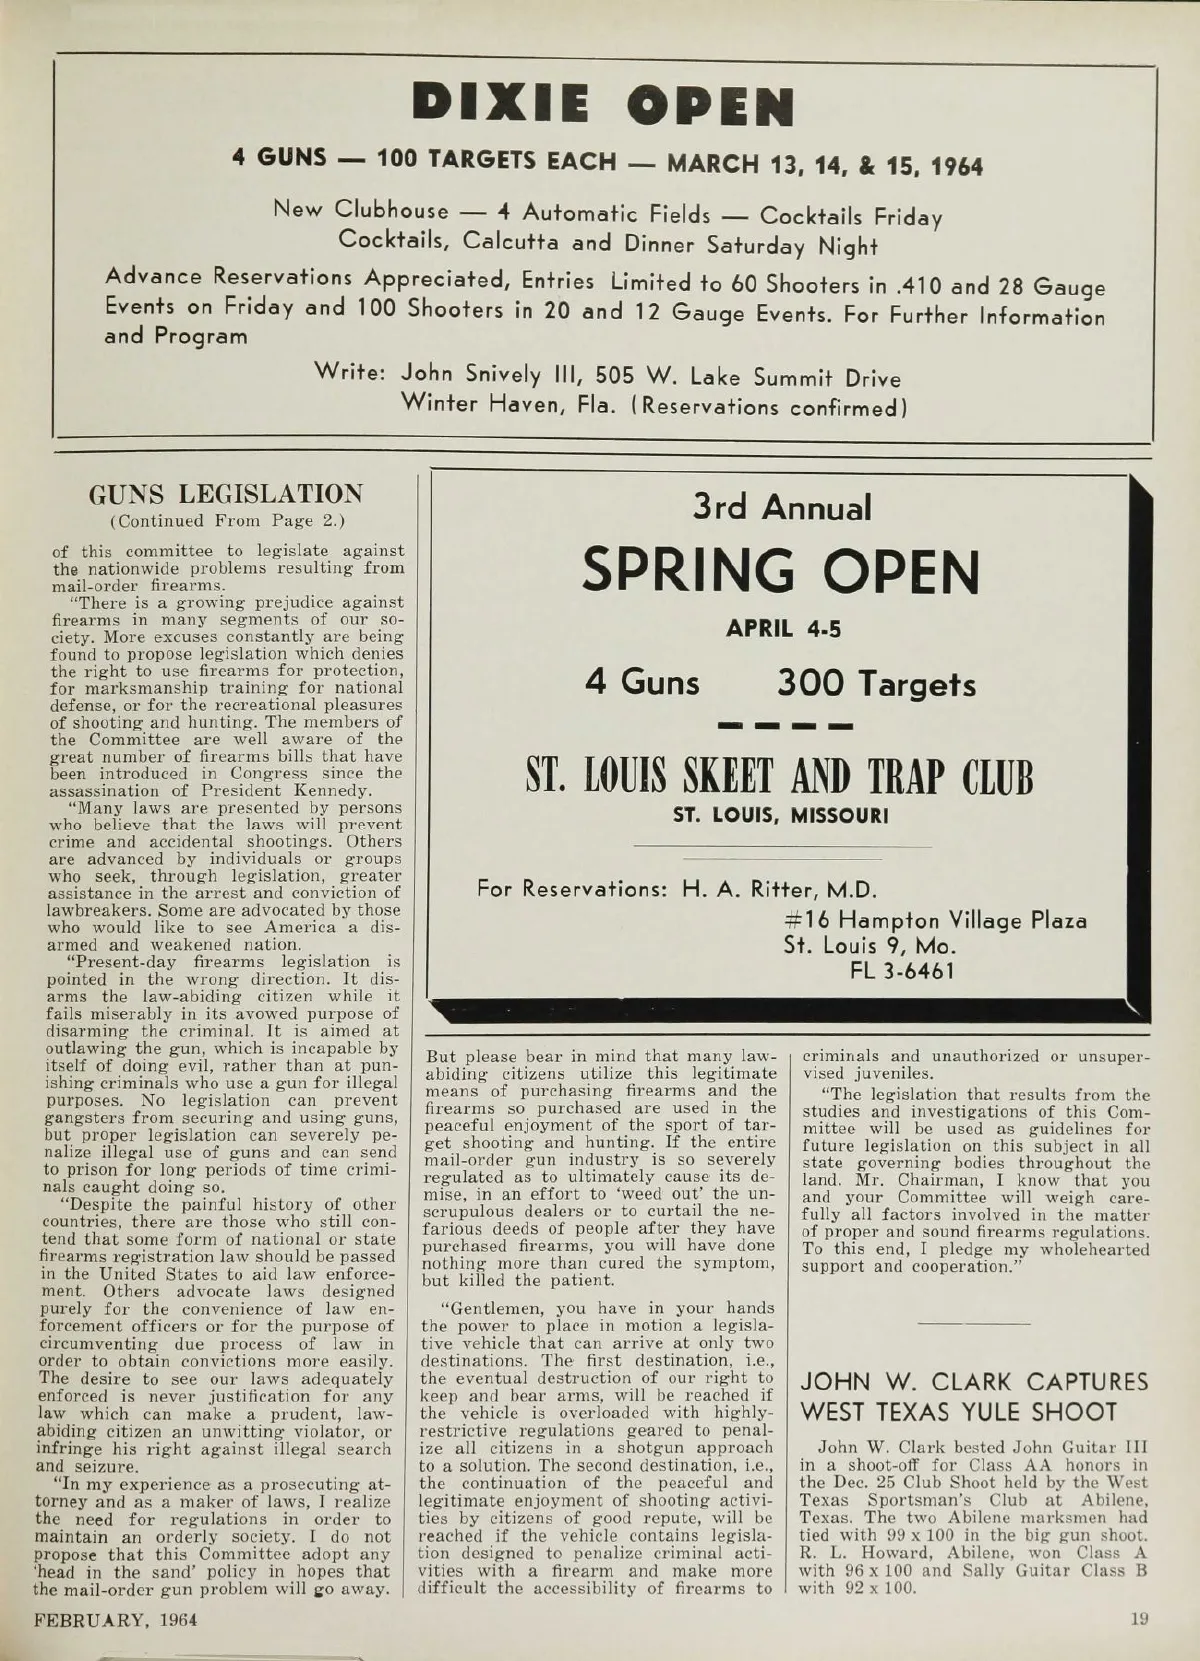 DIXIE OPEN
4 GUNS — 100 TARGETS EACH — MARCH 13, 14, & 15, 1964
New Clubhouse — 4 Automatic Fields — Cocktails Friday
Cocktails, Calcutta and Dinner Saturday Night
Advance Reservations Appreciated, Entries Limited to 60 Shooters in .410 and 28 Gauge
Events on Friday and 100 Shooters in 20 and 12 Gauge Events. For Further Information
and Program
Write: John Snively III, 505 W. Lake Summit Drive
Winter Haven, Fla. (Reservations confirmed)
GUNS LEGISLATION
(Continued From Page 2.)
of this committee to legislate against
the nationwide problems resulting from
mail-order firearms.
"There is a growing prejudice against
firearms in many segments of our so-
ciety. More excuses constantly are being
found to propose legislation which denies
the right to use firearms for protection,
for marksmanship training for national
defense, or for the recreational pleasures
of shooting and hunting. The members of
the Committee are well aware of the
great number of firearms bills that have
been introduced in Congress since the
assassination of President Kennedy.
"Many laws are presented by persons
who believe that the laws will prevent
crime and accidental shootings. Others
are advanced by individuals or groups
who seek, through legislation, greater
assistance in the arrest and conviction of
lawbreakers. Some are advocated by those
who would like to see America a dis-
armed and weakened nation.
"Present-day firearms legislation is
pointed in the wrong direction. It dis-
arms the law-abiding citizen while it
fails miserably in its avowed purpose of
disarming the criminal. It is aimed at
outlawing the gun, which is incapable by
itself of doing evil, rather than at pun-
ishing criminals who use a gun for illegal
purposes. No legislation can prevent
gangsters from securing and using guns,
but proper legislation can severely pe-
nalize illegal use of guns and can send
to prison for long periods of time crimi-
nals caught doing so.
"Despite the painful history of other
countries, there are those who still con-
tend that some form of national or state
firearms registration law should be passed
in the United States to aid law enforce-
ment. Others advocate laws designed
purely for the convenience of law en-
forcement officers or for the purpose of
circumventing due process of law in
order to obtain convictions more easily.
The desire to see our laws adequately
enforced is never justification for any
law which can make a prudent, law-
abiding citizen an unwitting violator, or
infringe his right against illegal search
and seizure.
"In my experience as a prosecuting at-
torney and as a maker of laws, I realize
the need for regulations in order to
maintain an orderly society. I do not
propose that this Committee adopt any
'head in the sand' policy in hopes that
the mail-order gun problem will go away.
3rd Annual
SPRING OPEN
APRIL 4-5
4 Guns 300 Targets
ST. LOUIS SKEET AND TRAP CLUB
ST. LOUIS, MISSOURI
For Reservations: H. A. Ritter, M.D.
#16 Hampton Village Plaza
St. Louis 9, Mo.
FL 3-6461
But please bear in mind that many law-
abiding citizens utilize this legitimate
means of purchasing firearms and the
firearms so purchased are used in the
peaceful enjoyment of the sport of tar-
get shooting and hunting. If the entire
mail-order gun industry is so severely
regulated as to ultimately cause its de-
mise, in an effort to 'weed out' the un-
scrupulous dealers or to curtail the ne-
farious deeds of people after they have
purchased firearms, you will have done
nothing more than cured the symptom,
but killed the patient.
"Gentlemen, you have in your hands
the power to place in motion a legisla-
tive vehicle that can arrive at only two
destinations. The first destination, i.e.,
the eventual destruction of our right to
keep and bear arms, will be reached if
the vehicle is overloaded with highly-
restrictive regulations geared to penal-
ize all citizens in a shotgun approach
to a solution. The second destination, i.e.,
the continuation of the peaceful and
legitimate enjoyment of shooting activi-
ties by citizens of good repute, will be
reached if the vehicle contains legisla-
tion designed to penalize criminal acti-
vities with a firearm and make more
difficult the accessibility of firearms to
criminals and unauthorized or unsuper-
vised juveniles.
"The legislation that results from the
studies and investigations of this Com-
mittee will be used as guidelines for
future legislation on this subject in all
state governing bodies throughout the
land. Mr. Chairman, I know that you
and your Committee will weigh care-
fully all factors involved in the matter
of proper and sound firearms regulations.
To this end, I pledge my wholehearted
support and cooperation."
JOHN W. CLARK CAPTURES
WEST TEXAS YULE SHOOT
John W. Clark bested John Guitar III
in a shoot-off for Class AA honors in
the Dec. 25 Club Shoot held by the West
Texas Sportsman's Club at Abilene,
Texas. The two Abilene marksmen had
tied with 99 x 100 in the big gun shoot.
R. L. Howard, Abilene, won Class A
with 96 x 100 and Sally Guitar Class B
with 92 x 100.
FEBRUARY, 1964
19